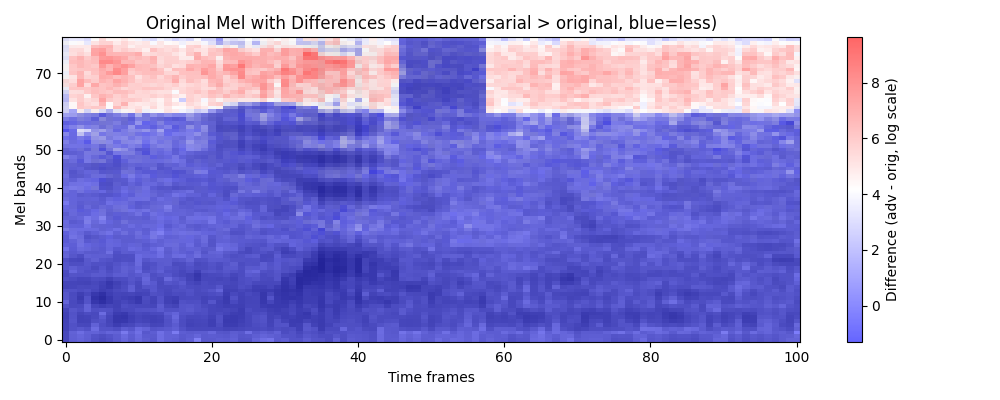 Original Mel with Differences (red=adversarial > original, blue=less)
Mel bands
70
60
50
40
30
20
10
0
0 20 40 60 80 100
Time frames
8
6
4
2
0
Difference (adv - orig, log scale)